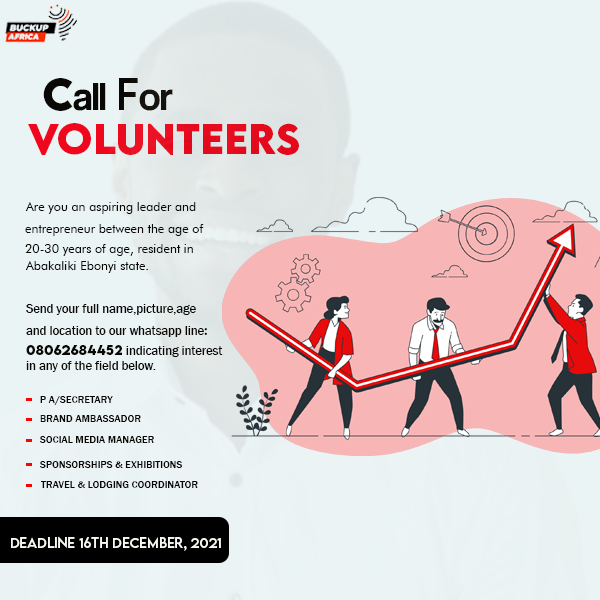 BUCKUP
AFRICA
Call For
VOLUNTEERS
Are you an aspiring leader and
entrepreneur between the age of
20-30 years of age, resident in
Abakaliki Ebonyi state.
Send your full name,picture,age
and location to our whatsapp line:
08062684452 indicating interest
in any of the field below.
P A/SECRETARY
BRAND AMBASSADOR
SOCIAL MEDIA MANAGER
SPONSORSHIPS & EXHIBITIONS
TRAVEL & LODGING COORDINATOR
DEADLINE 16TH DECEMBER, 2021